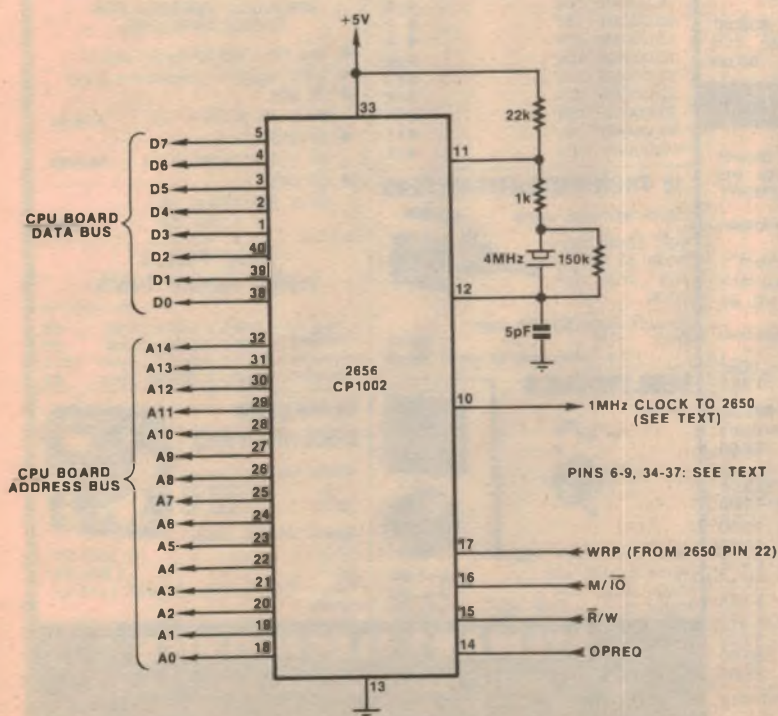 +5V
33
22k
11
1k
4MHz 150k
12
5pF
D7 5
D6 4
D5 3
D4 2
D3 1
D2 40
D1 39
D0 38
CPU BOARD
DATA BUS
A14 32
A13 31
A12 30
A11 29
A10 28
A9 27
A8 26
A7 25
A6 24
A5 23
A4 22
A3 21
A2 20
A1 19
A0 18
CPU BOARD
ADDRESS BUS
2656
CP1002
10 1MHz CLOCK TO 2650
(SEE TEXT)
PINS 6-9, 34-37: SEE TEXT
17 WRP (FROM 2650 PIN 22)
16 M/I̅O̅
15 R̅/W
14 OPREQ
13